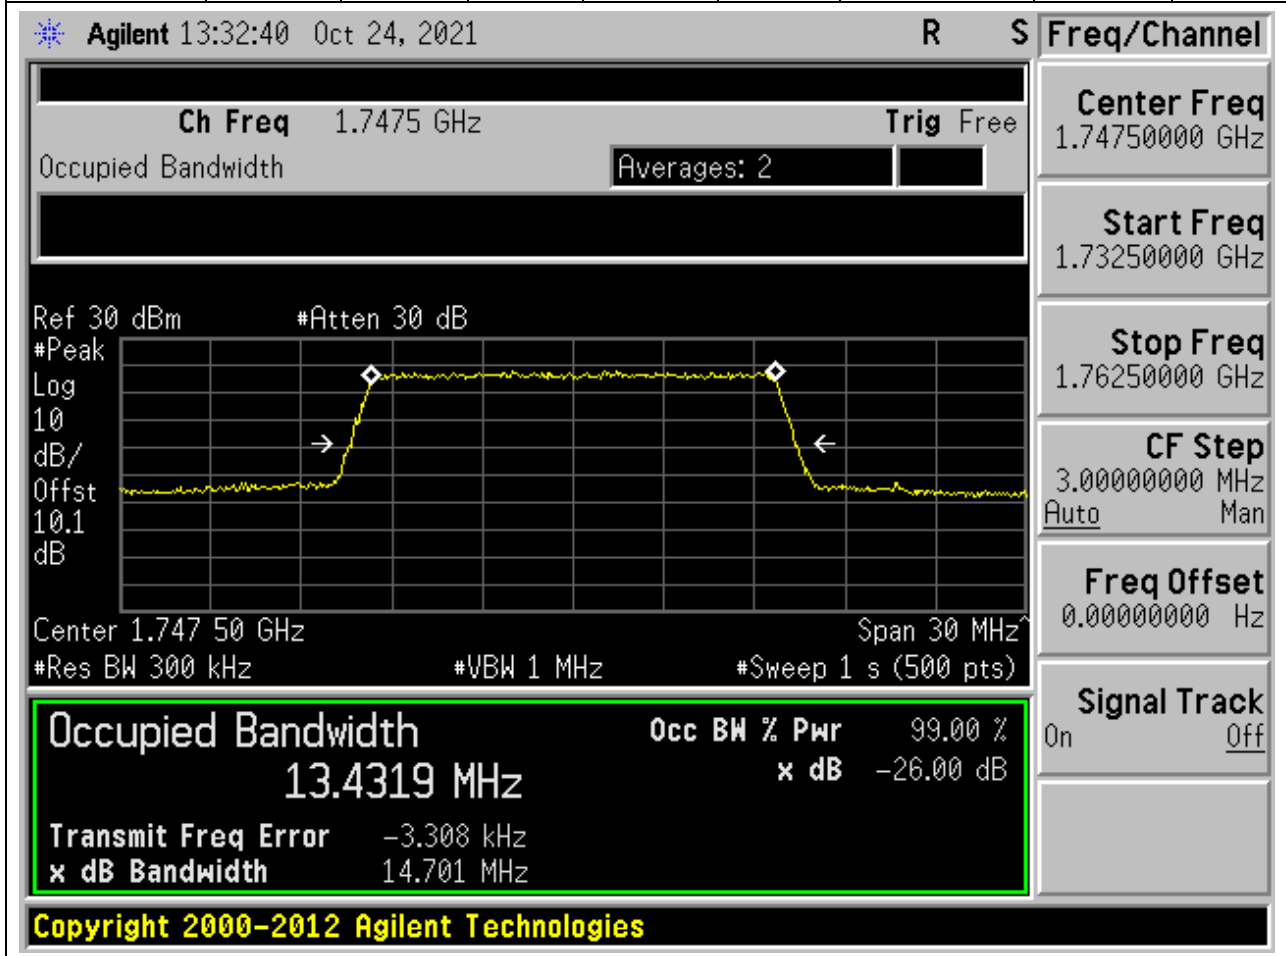 Agilent 13:32:40 Oct 24, 2021 R S Freq/Channel
Ch Freq 1.7475 GHz Trig Free
Occupied Bandwidth Averages: 2
Center Freq
1.74750000 GHz
Start Freq
1.73250000 GHz
Stop Freq
1.76250000 GHz
CF Step
3.00000000 MHz
Auto Man
Freq Offset
0.00000000 Hz
Signal Track
On Off
Ref 30 dBm #Atten 30 dB
#Peak
Log
10
dB/
Offst
10.1
dB
Center 1.747 50 GHz Span 30 MHz^
#Res BW 300 kHz #VBW 1 MHz #Sweep 1 s (500 pts)
Occupied Bandwidth Occ BW % Pwr 99.00 %
13.4319 MHz x dB -26.00 dB
Transmit Freq Error -3.308 kHz
x dB Bandwidth 14.701 MHz
Copyright 2000-2012 Agilent Technologies